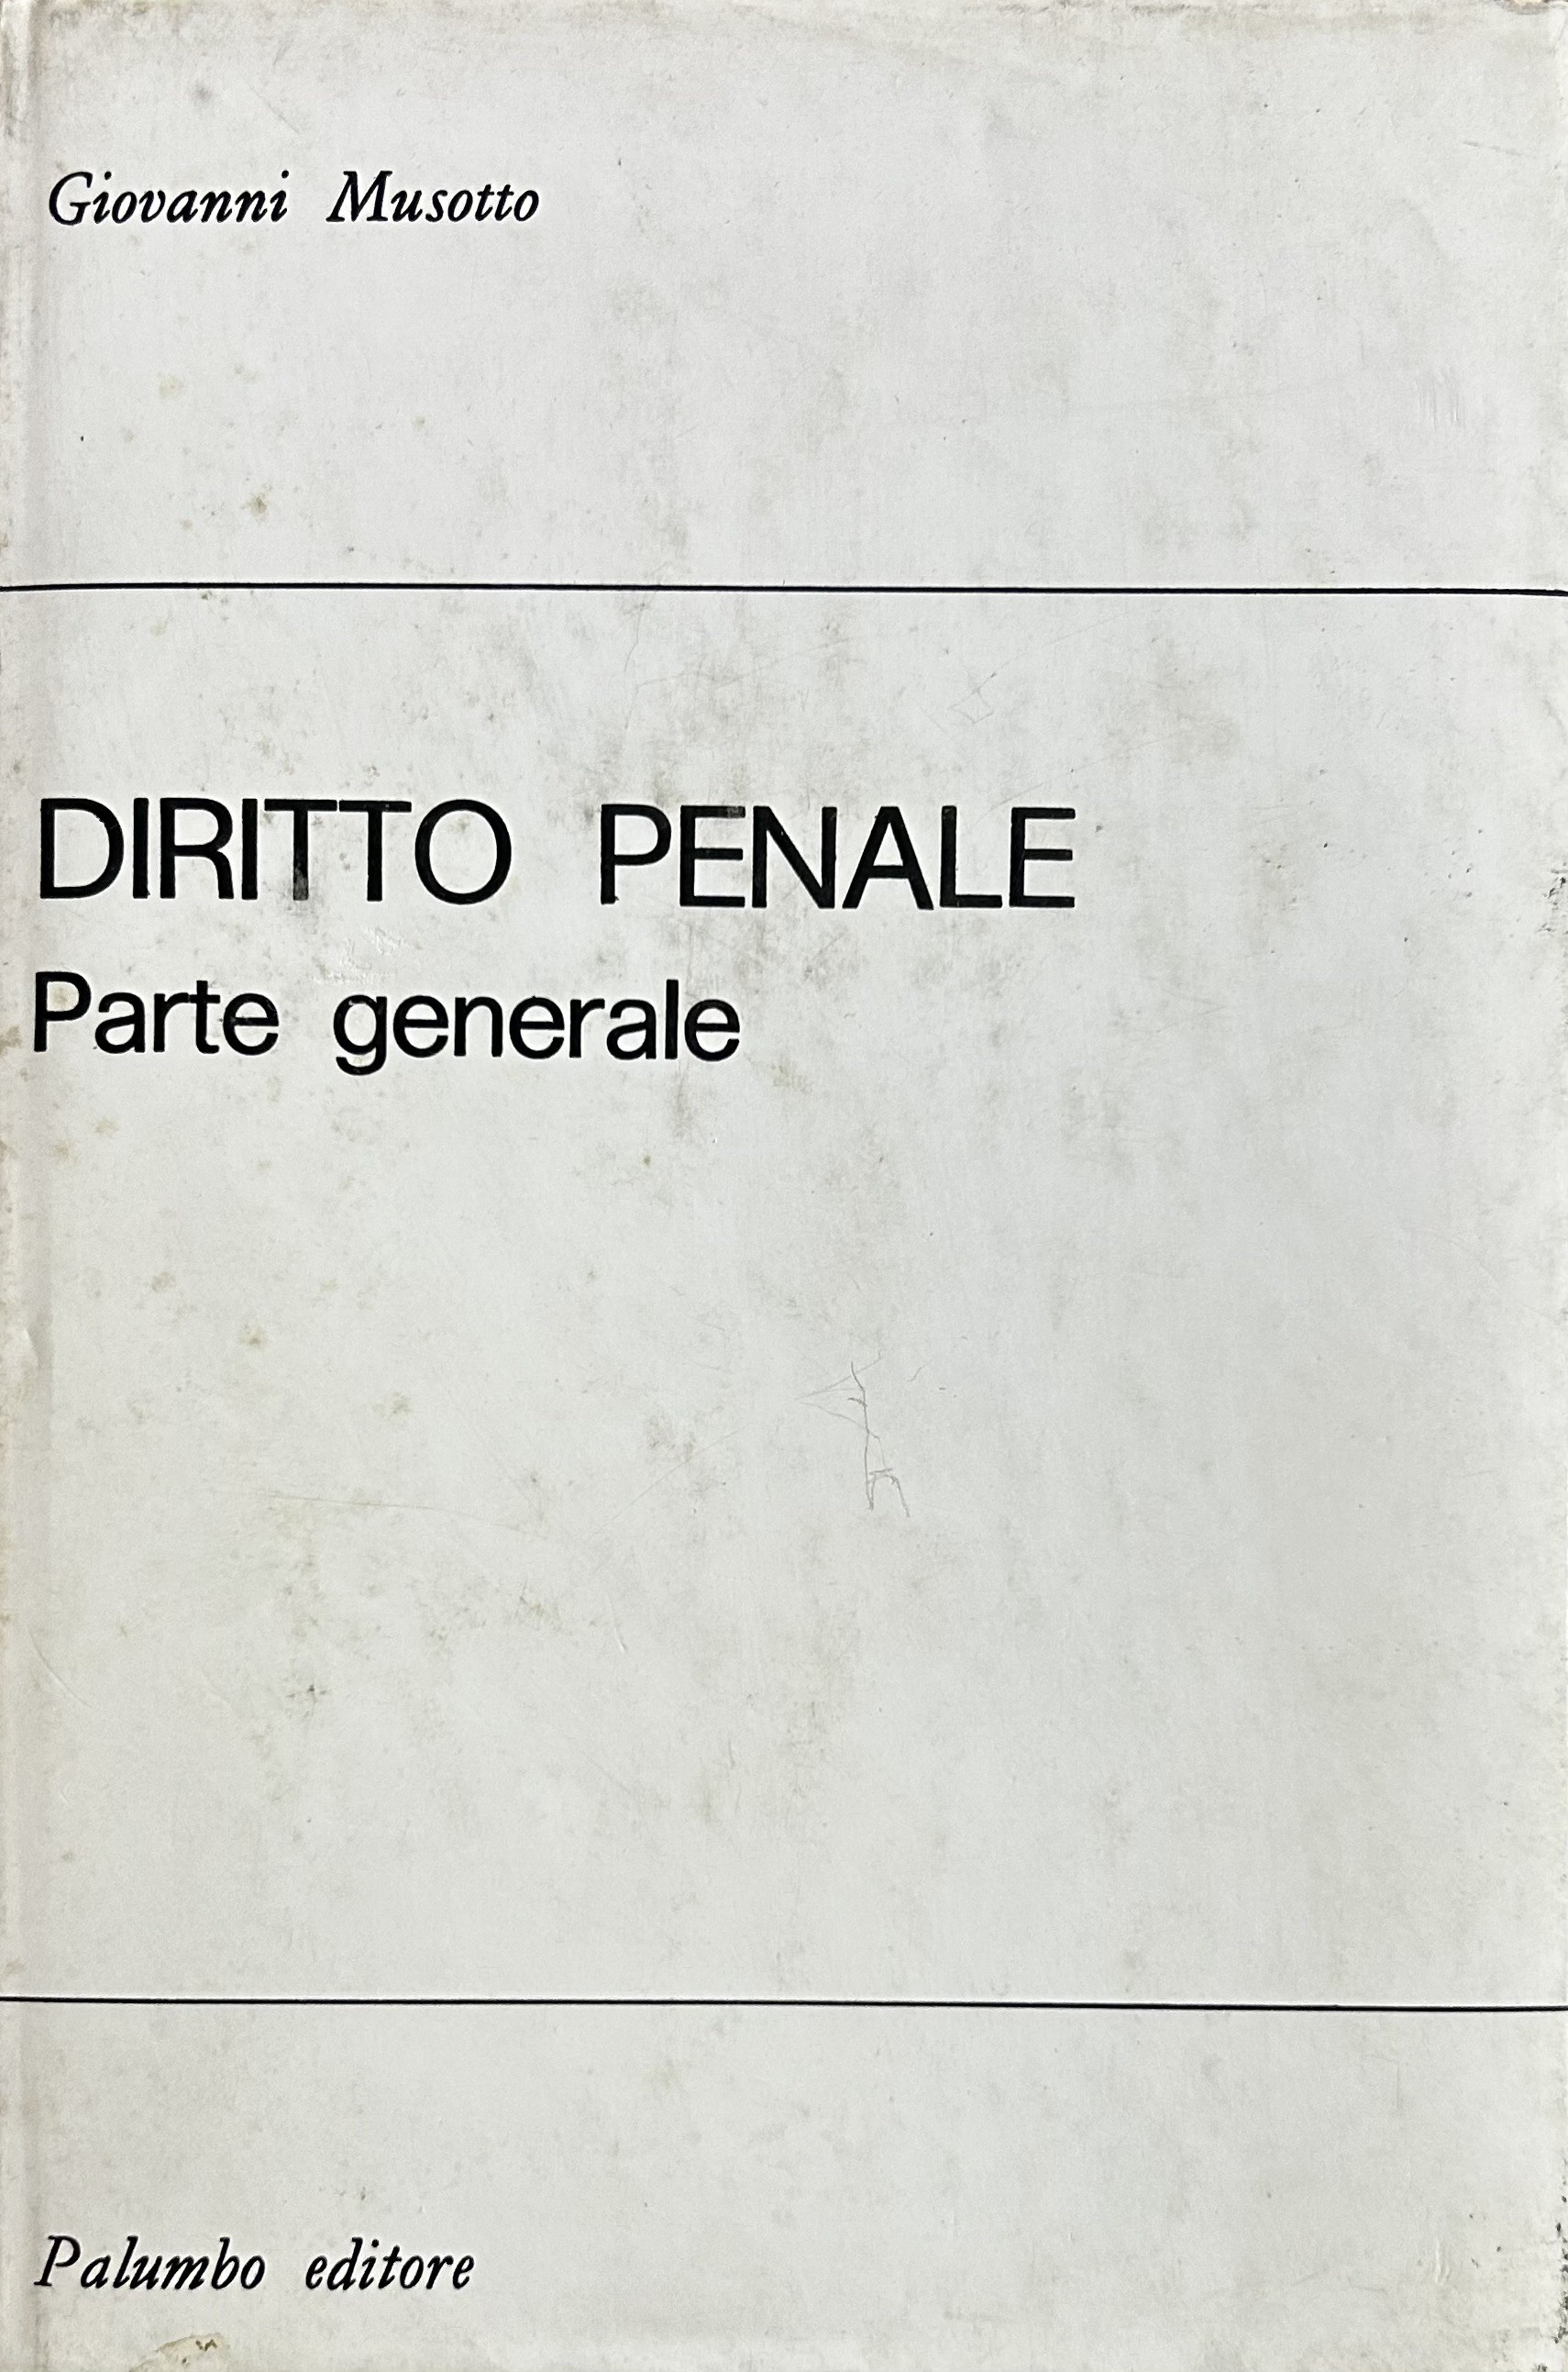 Giovanni Musotto
DIRITTO PENALE
Parte generale
Palumbo editore